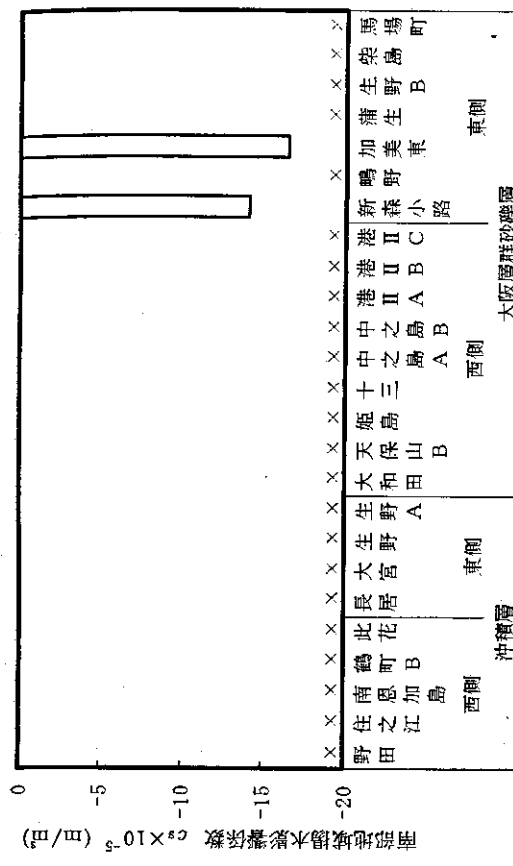 南部地域揚水影響係数 c₈×10⁻⁵ (m/m³)
0
-5
-10
-15
-20
野田
住之江
南恩加島
鶴町B
此花
長居
大宮
生野
生野A
大和田
天保山B
姫島
十三
中之島A
中之島B
港ⅡA
港ⅡB
港ⅡC
新森小路
鴫野
加美東
蒲生
生野B
柴島
馬場町
西側
東側
西側
東側
沖積層
大阪層群砂礫層